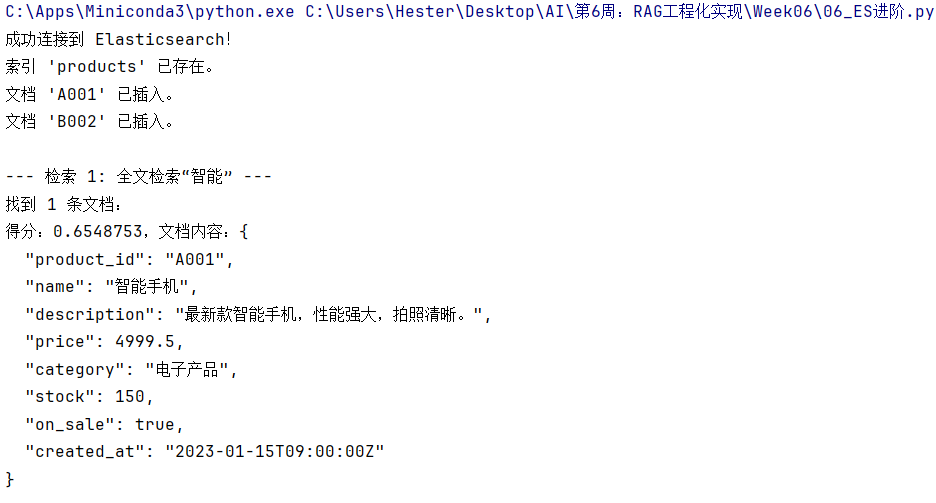 C:\Apps\Miniconda3\python.exe C:\Users\Hester\Desktop\AI\第6周：RAG工程化实现\Week06\06_ES进阶.py
成功连接到 Elasticsearch！
索引 'products' 已存在。
文档 'A001' 已插入。
文档 'B002' 已插入。
--- 检索 1: 全文检索“智能” ---
找到 1 条文档：
得分：0.6548753，文档内容：{
  "product_id": "A001",
  "name": "智能手机",
  "description": "最新款智能手机，性能强大，拍照清晰。",
  "price": 4999.5,
  "category": "电子产品",
  "stock": 150,
  "on_sale": true,
  "created_at": "2023-01-15T09:00:00Z"
}